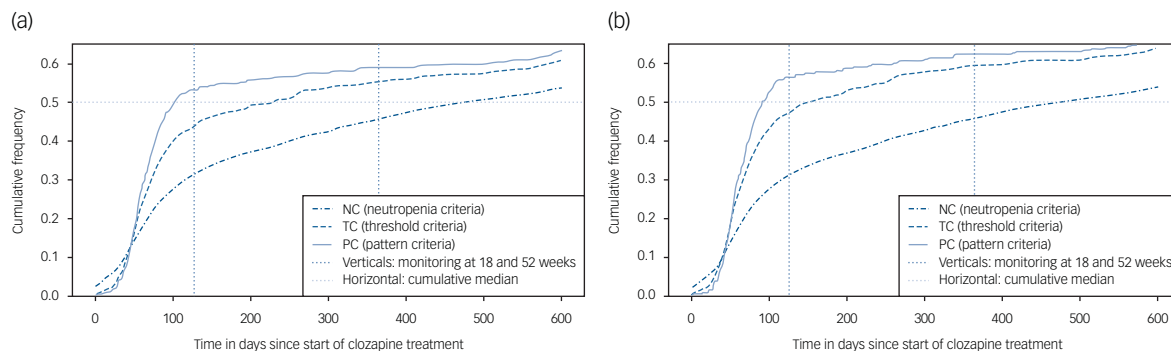 (a)
Cumulative frequency
0.6
0.5
0.4
0.3
0.2
0.1
0.0
NC (neutropenia criteria)
TC (threshold criteria)
PC (pattern criteria)
Verticals: monitoring at 18 and 52 weeks
Horizontal: cumulative median
0 100 200 300 400 500 600
Time in days since start of clozapine treatment
(b)
Cumulative frequency
0.6
0.5
0.4
0.3
0.2
0.1
0.0
NC (neutropenia criteria)
TC (threshold criteria)
PC (pattern criteria)
Verticals: monitoring at 18 and 52 weeks
Horizontal: cumulative median
0 100 200 300 400 500 600
Time in days since start of clozapine treatment